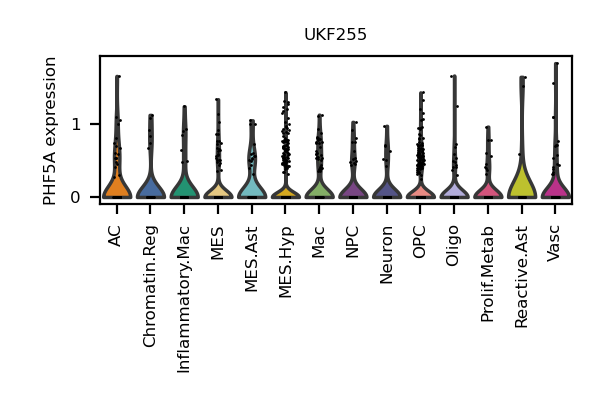 UKF255
PHF5A expression
1
0
AC
Chromatin.Reg
Inflammatory.Mac
MES
MES.Ast
MES.Hyp
Mac
NPC
Neuron
OPC
Oligo
Prolif.Metab
Reactive.Ast
Vasc